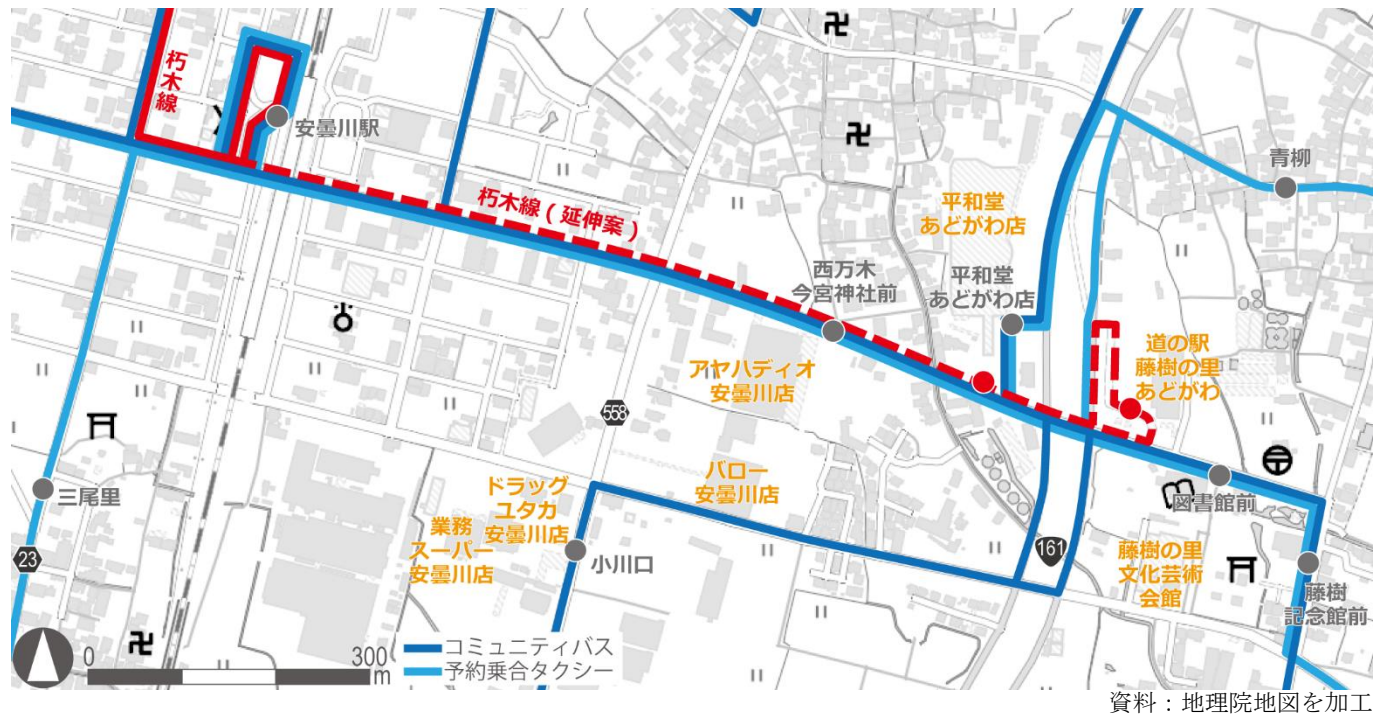 朽木線
安曇川駅
朽木線（延伸案）
青柳
平和堂
あどがわ店
西万木
今宮神社前
平和堂
あどがわ店
道の駅
藤樹の里
あどがわ
アヤハディオ
安曇川店
558
バロー
安曇川店
三尾里
ドラッグ
ユタカ
安曇川店
業務
スーパー
安曇川店
図書館前
23
小川口
161
藤樹の里
文化芸術
会館
藤樹
記念館前
0
300
m
コミュニティバス
予約乗合タクシー
資料：地理院地図を加工